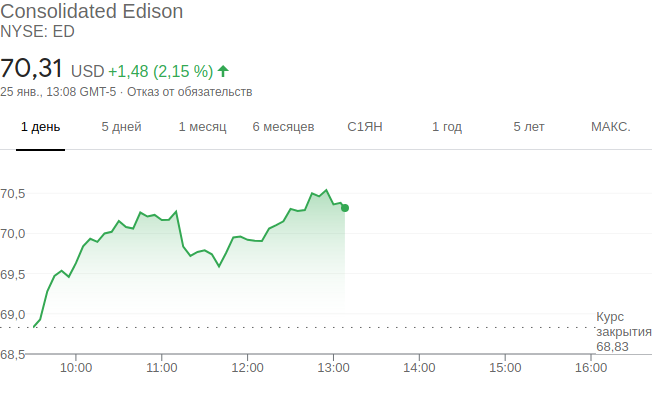 Consolidated Edison
NYSE: ED
70,31 USD +1,48 (2,15 %)
25 янв., 13:08 GMT-5 · Отказ от обязательств
1 день 5 дней 1 месяц 6 месяцев С1ЯН 1 год 5 лет МАКС.
70,5
70,0
69,5
69,0
Курс
закрытия
68,83
68,5
10:00 11:00 12:00 13:00 14:00 15:00 16:00